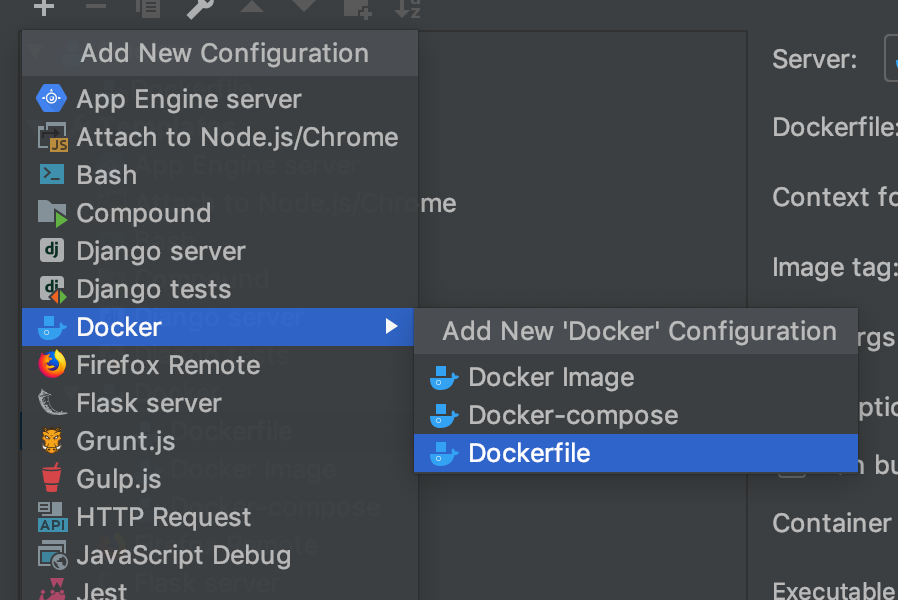 Add New Configuration
App Engine server
Attach to Node.js/Chrome
Bash
Compound
Django server
Django tests
Docker
Firefox Remote
Flask server
Grunt.js
Gulp.js
HTTP Request
JavaScript Debug
Jest
Add New 'Docker' Configuration
Docker Image
Docker-compose
Dockerfile
Server:
Dockerfile:
Context fo
Image tag:
rgs
ptio
n bu
Container
Executable